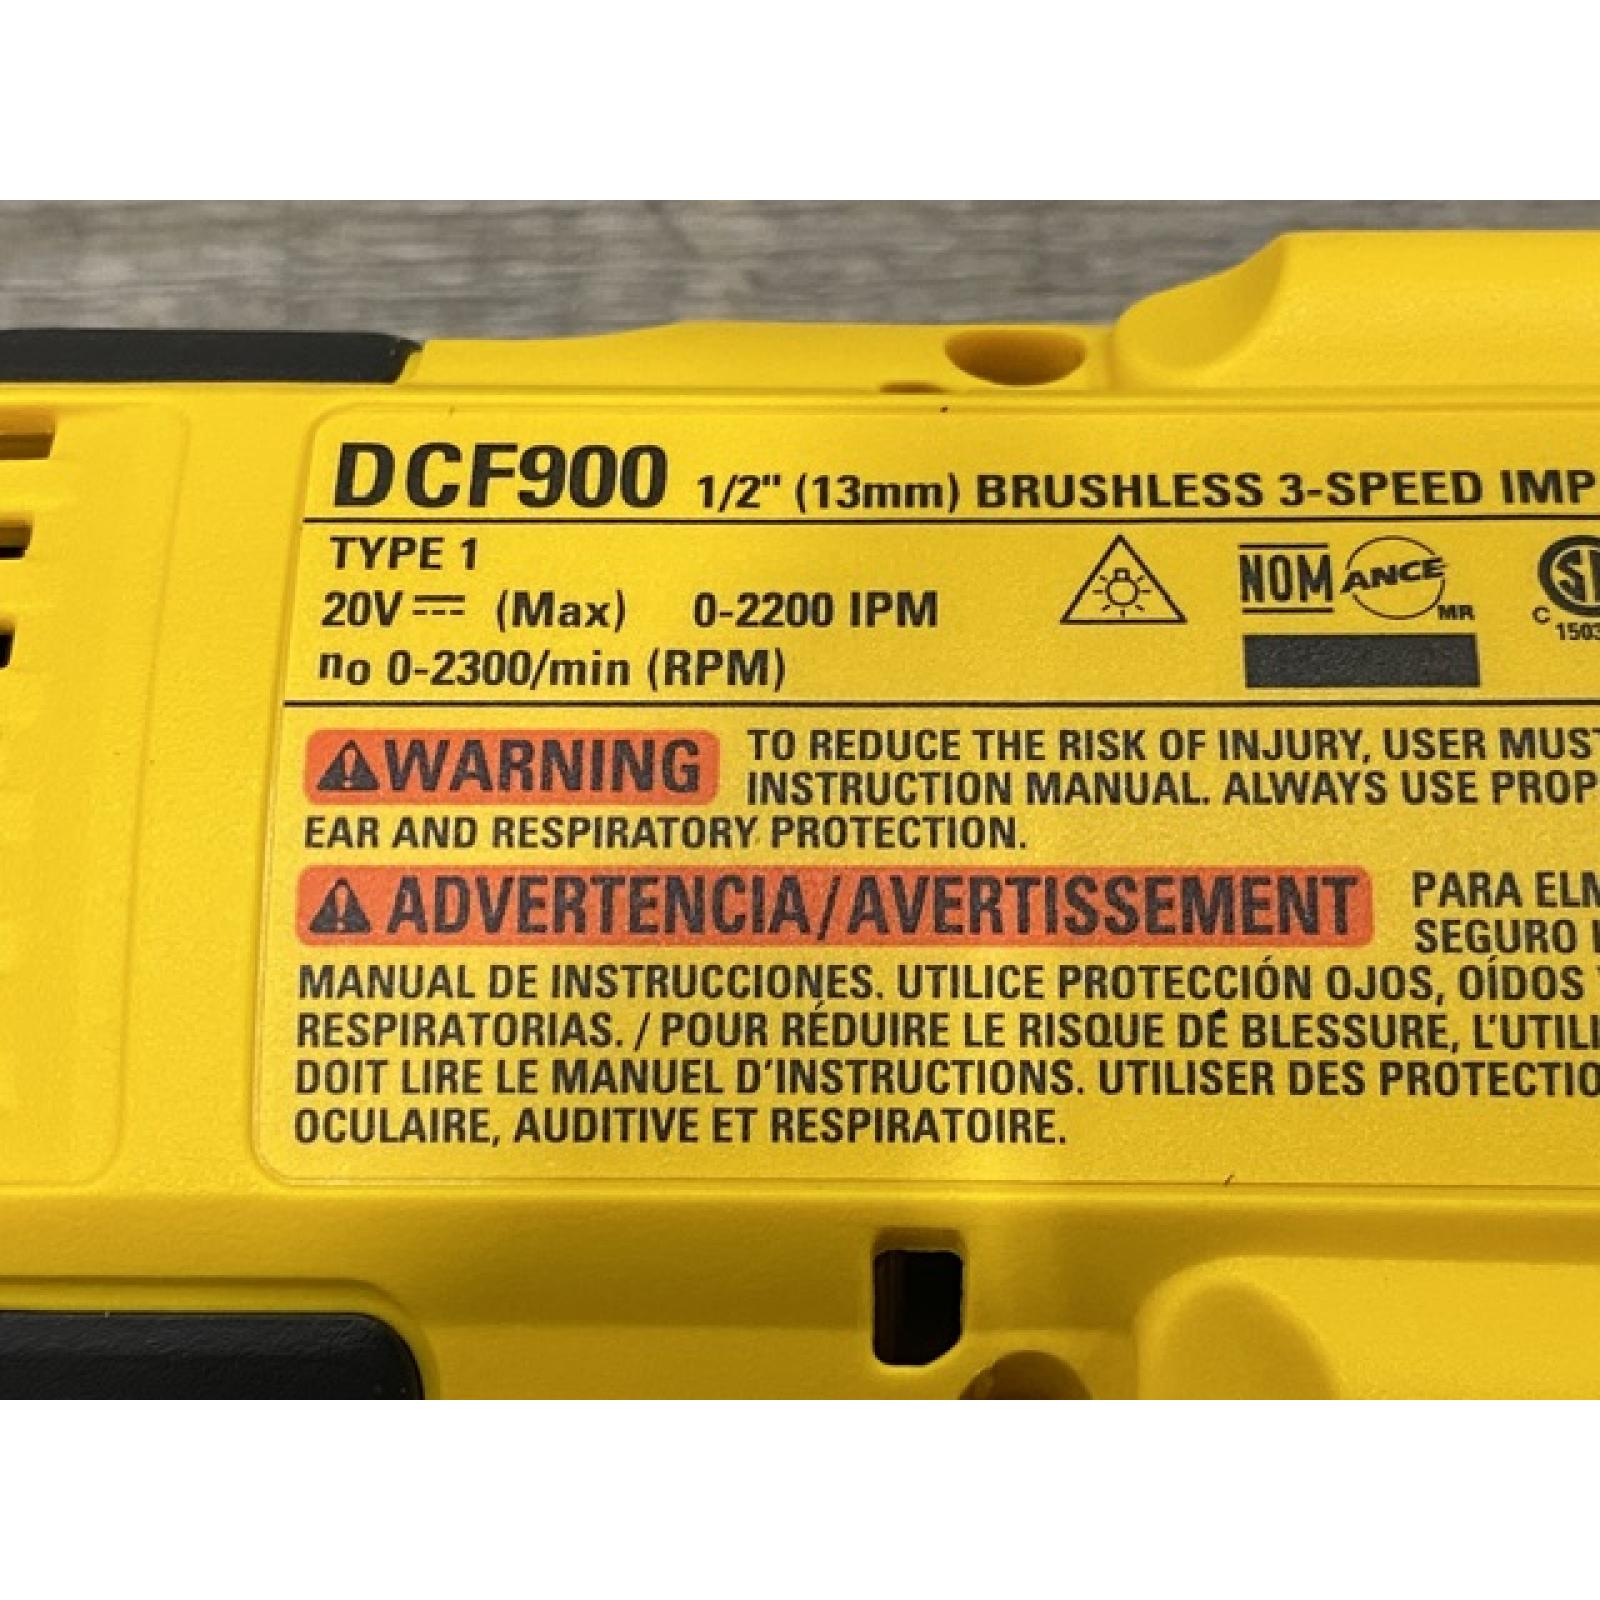 DCF900 1/2" (13mm) BRUSHLESS 3-SPEED IMP
TYPE 1
20V (Max) 0-2200 IPM
no 0-2300/min (RPM)
NOM ANCE MR
C
WARNING TO REDUCE THE RISK OF INJURY, USER MUST
INSTRUCTION MANUAL. ALWAYS USE PROP
EAR AND RESPIRATORY PROTECTION.
ADVERTENCIA/AVERTISSEMENT PARA ELM
SEGURO
MANUAL DE INSTRUCCIONES. UTILICE PROTECCIÓN OJOS, OÍDOS Y
RESPIRATORIAS. / POUR RÉDUIRE LE RISQUE DE BLESSURE, L'UTILI
DOIT LIRE LE MANUEL D'INSTRUCTIONS. UTILISER DES PROTECTIO
OCULAIRE, AUDITIVE ET RESPIRATOIRE.